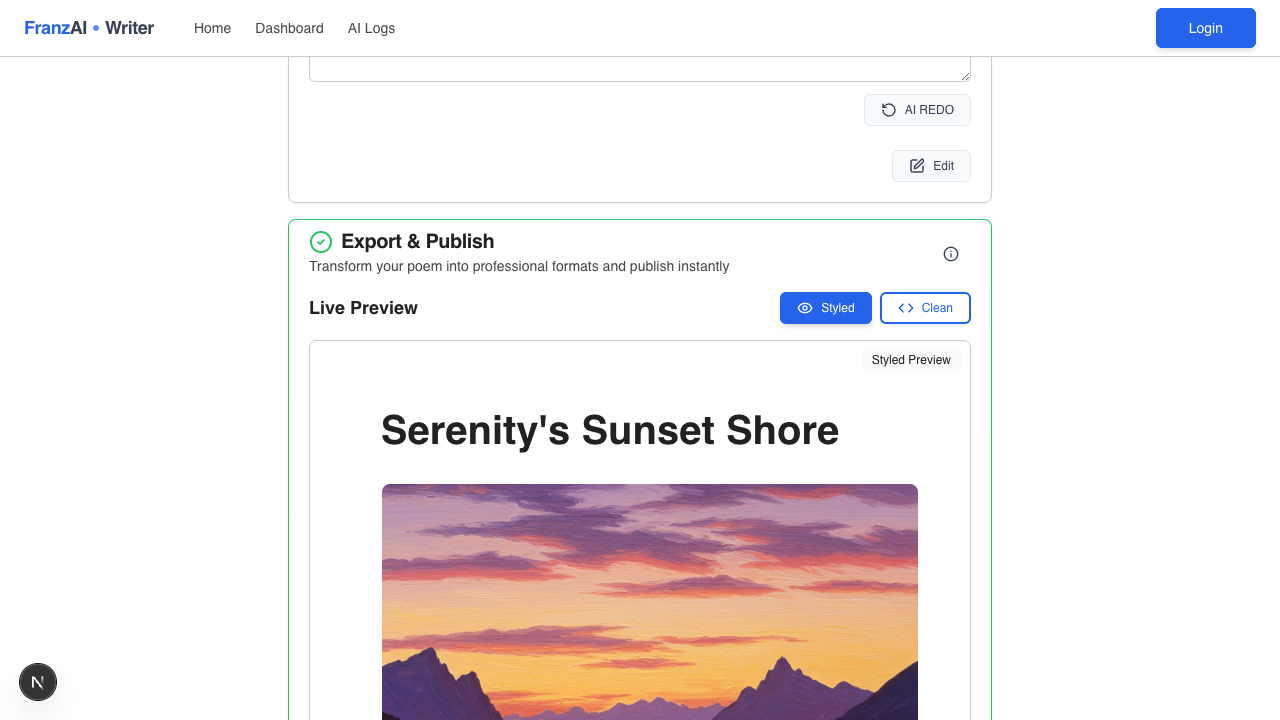 FranzAI • Writer Home Dashboard AI Logs Login
AI REDO
Edit
Export & Publish
Transform your poem into professional formats and publish instantly
Live Preview Styled Clean
Styled Preview
Serenity's Sunset Shore
N